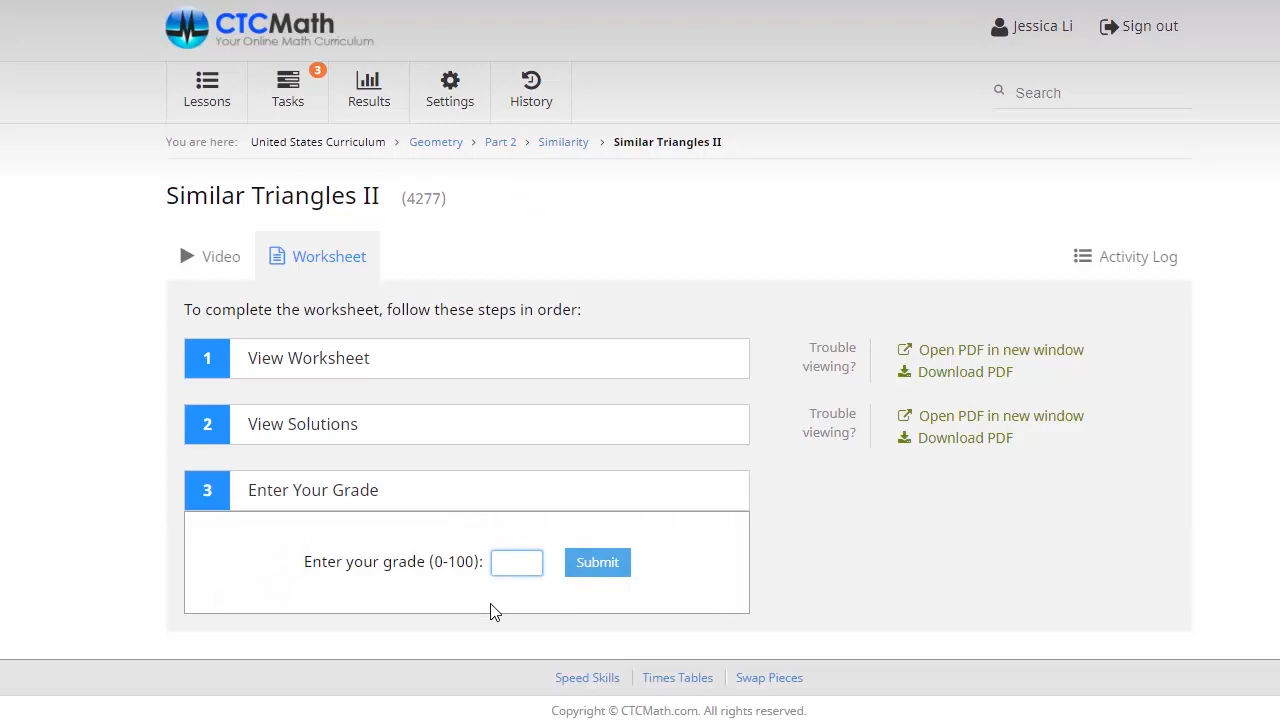 CTCMath
Your Online Math Curriculum
Jessica Li
Sign out
Lessons
Tasks
3
Results
Settings
History
Search
You are here: United States Curriculum > Geometry > Part 2 > Similarity > Similar Triangles II
Similar Triangles II (4277)
Video
Worksheet
Activity Log
To complete the worksheet, follow these steps in order:
1 View Worksheet
Trouble viewing?
Open PDF in new window
Download PDF
2 View Solutions
Trouble viewing?
Open PDF in new window
Download PDF
3 Enter Your Grade
Enter your grade (0-100):
Submit
Speed Skills | Times Tables | Swap Pieces
Copyright © CTCMath.com. All rights reserved.